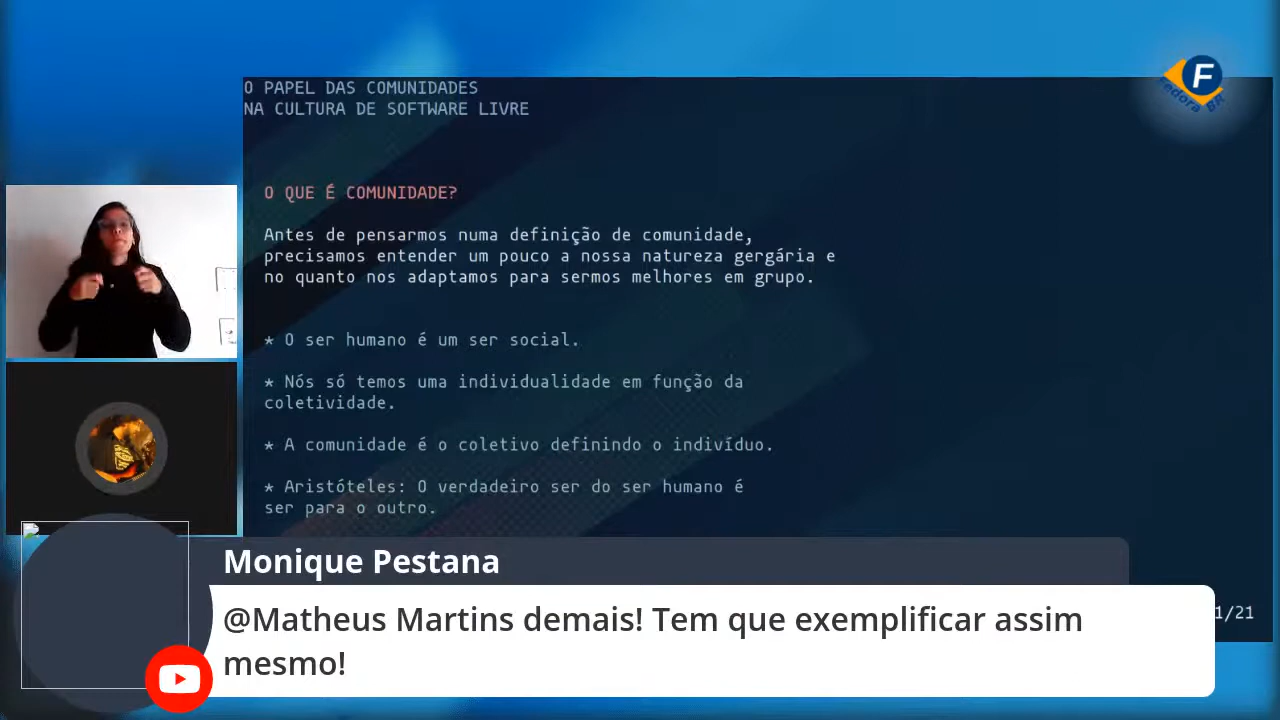 O PAPEL DAS COMUNIDADES
NA CULTURA DE SOFTWARE LIVRE
F
Fedora BR
O QUE É COMUNIDADE?
Antes de pensarmos numa definição de comunidade,
precisamos entender um pouco a nossa natureza gergária e
no quanto nos adaptamos para sermos melhores em grupo.
* O ser humano é um ser social.
* Nós só temos uma individualidade em função da
coletividade.
* A comunidade é o coletivo definindo o indivíduo.
* Aristóteles: O verdadeiro ser do ser humano é
ser para o outro.
Monique Pestana
@Matheus Martins demais! Tem que exemplificar assim
mesmo!
1/21